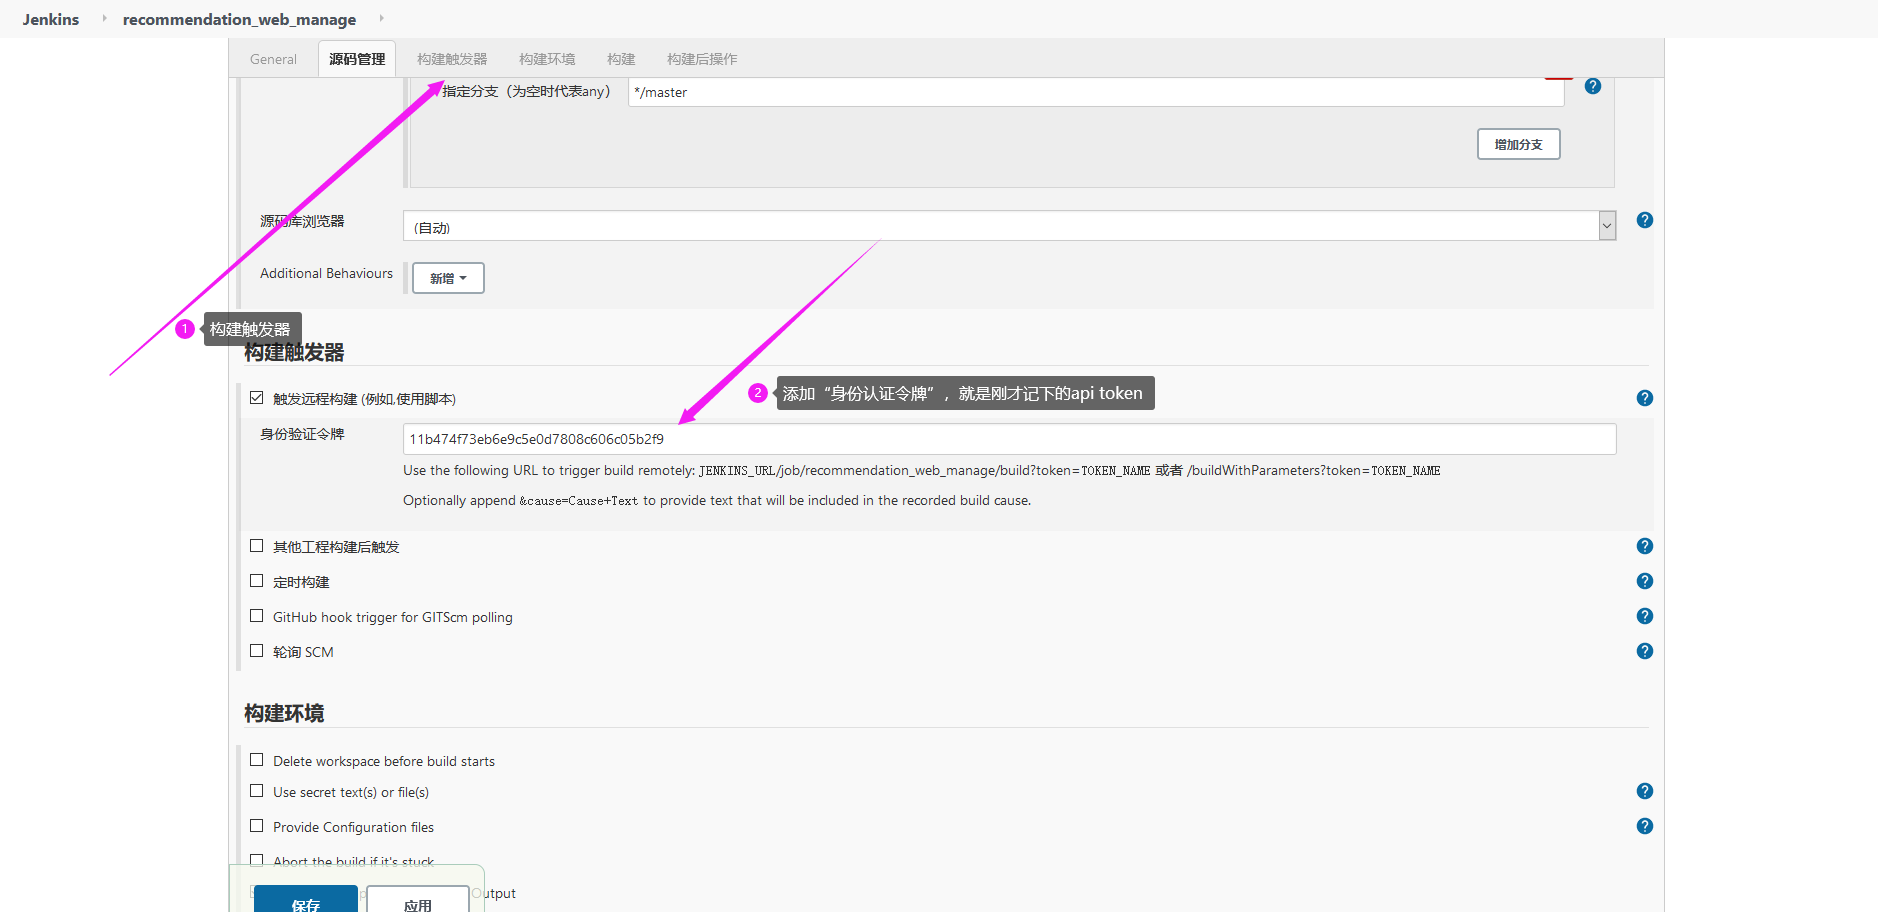 Jenkins recommendation_web_manage
General 源码管理 构建触发器 构建环境 构建 构建后操作
指定分支（为空时代表any） */master
增加分支
源码库浏览器 (自动)
Additional Behaviours 新增
1 构建触发器
构建触发器
2 添加“身份认证令牌”，就是刚才记下的api token
触发远程构建 (例如,使用脚本)
身份验证令牌 11b474f73eb6e9c5e0d7808c606c05b2f9
Use the following URL to trigger build remotely: JENKINS_URL/job/recommendation_web_manage/build?token=TOKEN_NAME 或者 /buildWithParameters?token=TOKEN_NAME
Optionally append &cause=Cause+Text to provide text that will be included in the recorded build cause.
其他工程构建后触发
定时构建
GitHub hook trigger for GITScm polling
轮询 SCM
构建环境
Delete workspace before build starts
Use secret text(s) or file(s)
Provide Configuration files
Abort the build if it's stuck
Output
保存 应用